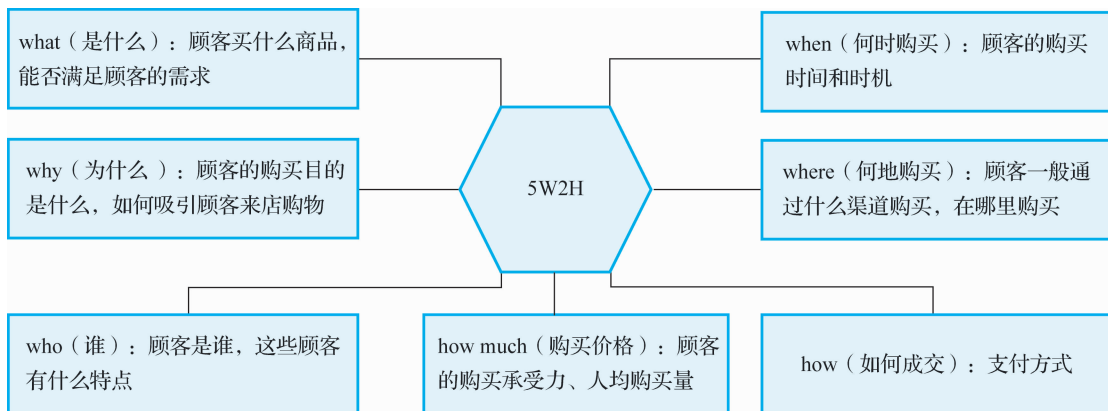 what（是什么）：顾客买什么商品，
能否满足顾客的需求
when（何时购买）：顾客的购买
时间和时机
why（为什么 ）：顾客的购买目的
是什么，如何吸引顾客来店购物
5W2H
where（何地购买）：顾客一般通
过什么渠道购买，在哪里购买
who（谁）：顾客是谁，这些顾客
有什么特点
how much（购买价格）：顾客
的购买承受力、人均购买量
how（如何成交）：支付方式